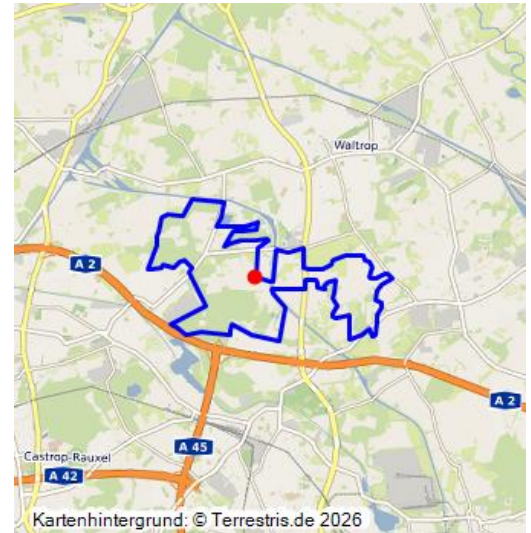 Waltrop
A 2
A 2
A 45
Castrop-Rauxel
A 42
Kartenhintergrund: © Terrestris.de 2026